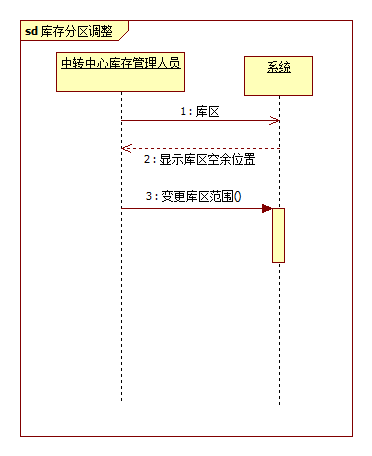 sd 库存分区调整
中转中心库存管理人员
系统
1 : 库区
2 : 显示库区空余位置
3 : 变更库区范围()